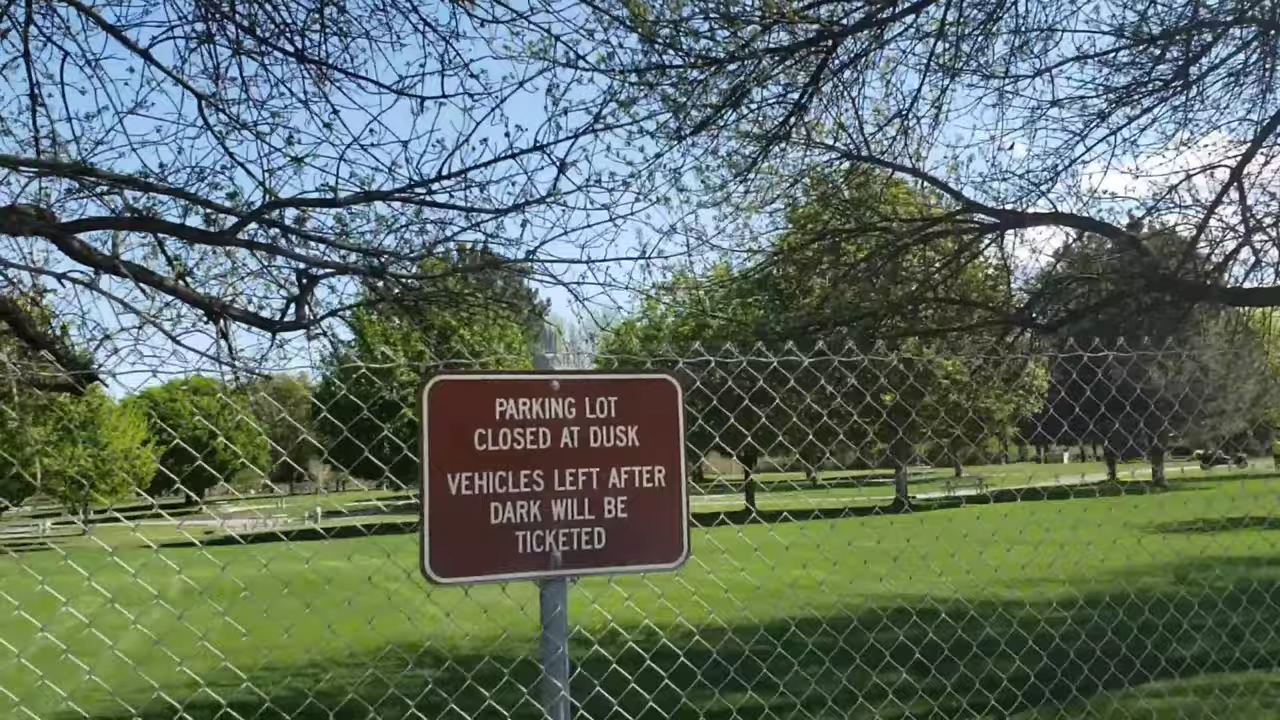 PARKING LOT
CLOSED AT DUSK
VEHICLES LEFT AFTER
DARK WILL BE
TICKETED